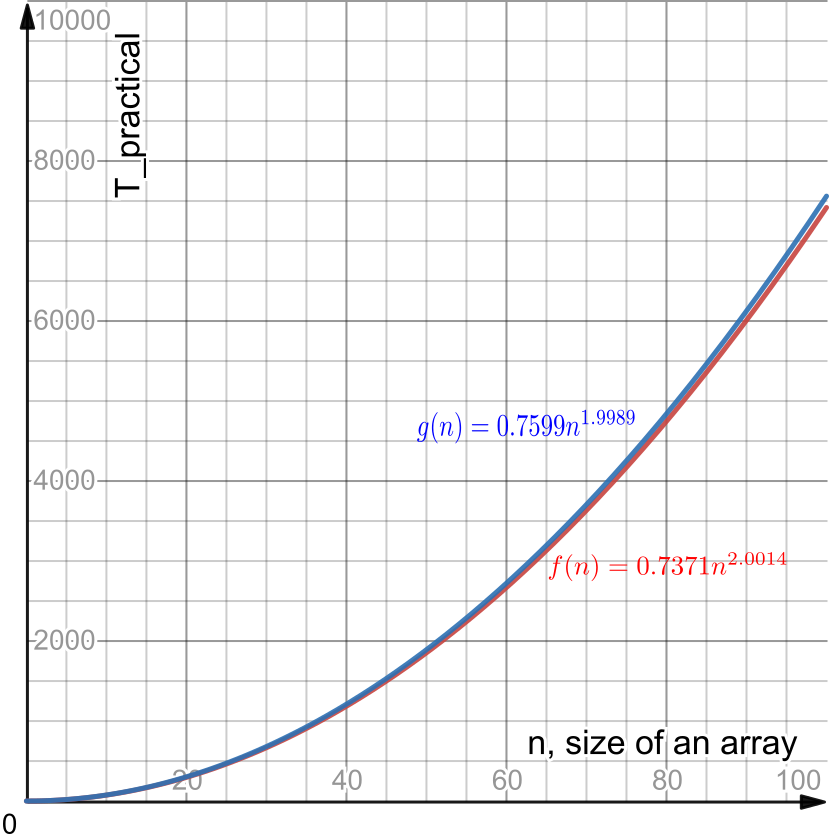 10000
T_practical
8000
6000
g(n) = 0.7599n^1.9989
4000
f(n) = 0.7371n^2.0014
2000
n, size of an array
20 40 60 80 100
0